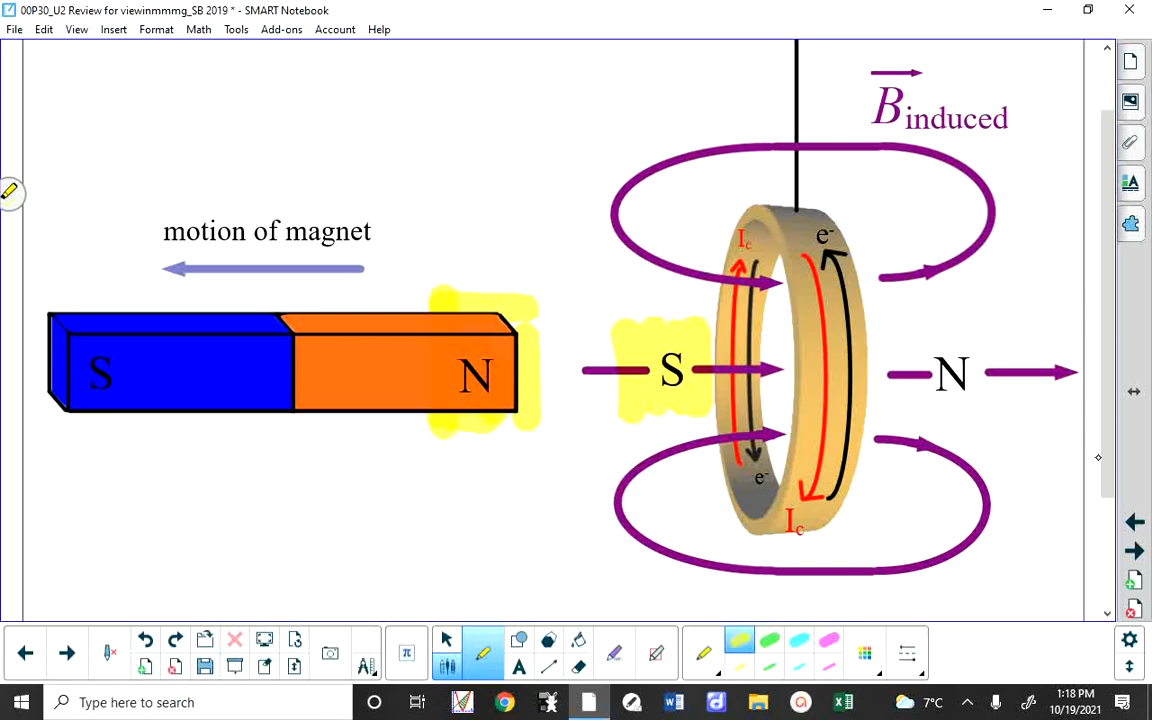 00P30_U2 Review for viewinmmmg_SB 2019 * - SMART Notebook
File Edit View Insert Format Math Tools Add-ons Account Help
B induced
motion of magnet
Ic e-
S N S N
e-
Ic
π
A
Type here to search
7°C
1:18 PM
10/19/2021